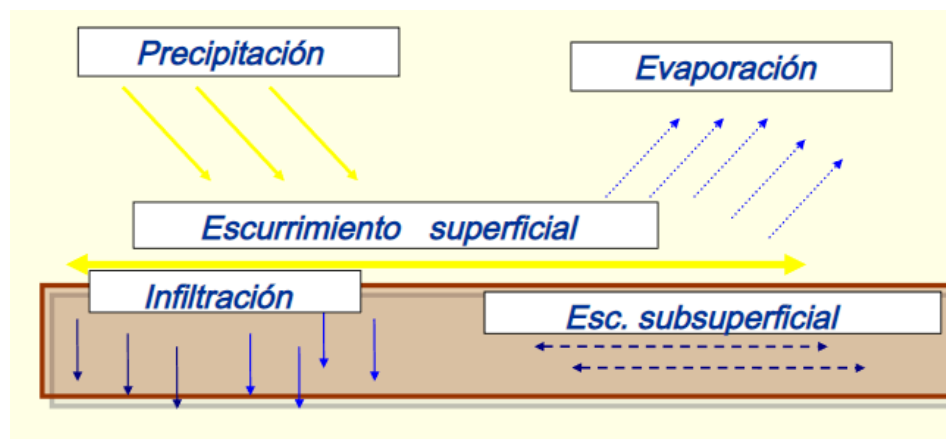 Precipitación
Evaporación
Escurrimiento superficial
Infiltración
Esc. subsuperficial